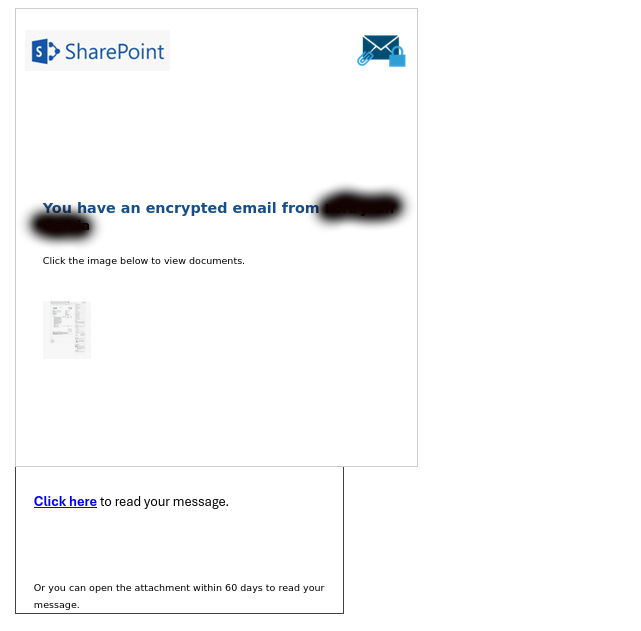 SharePoint
You have an encrypted email from
Click the image below to view documents.
Click here to read your message.
Or you can open the attachment within 60 days to read your
message.